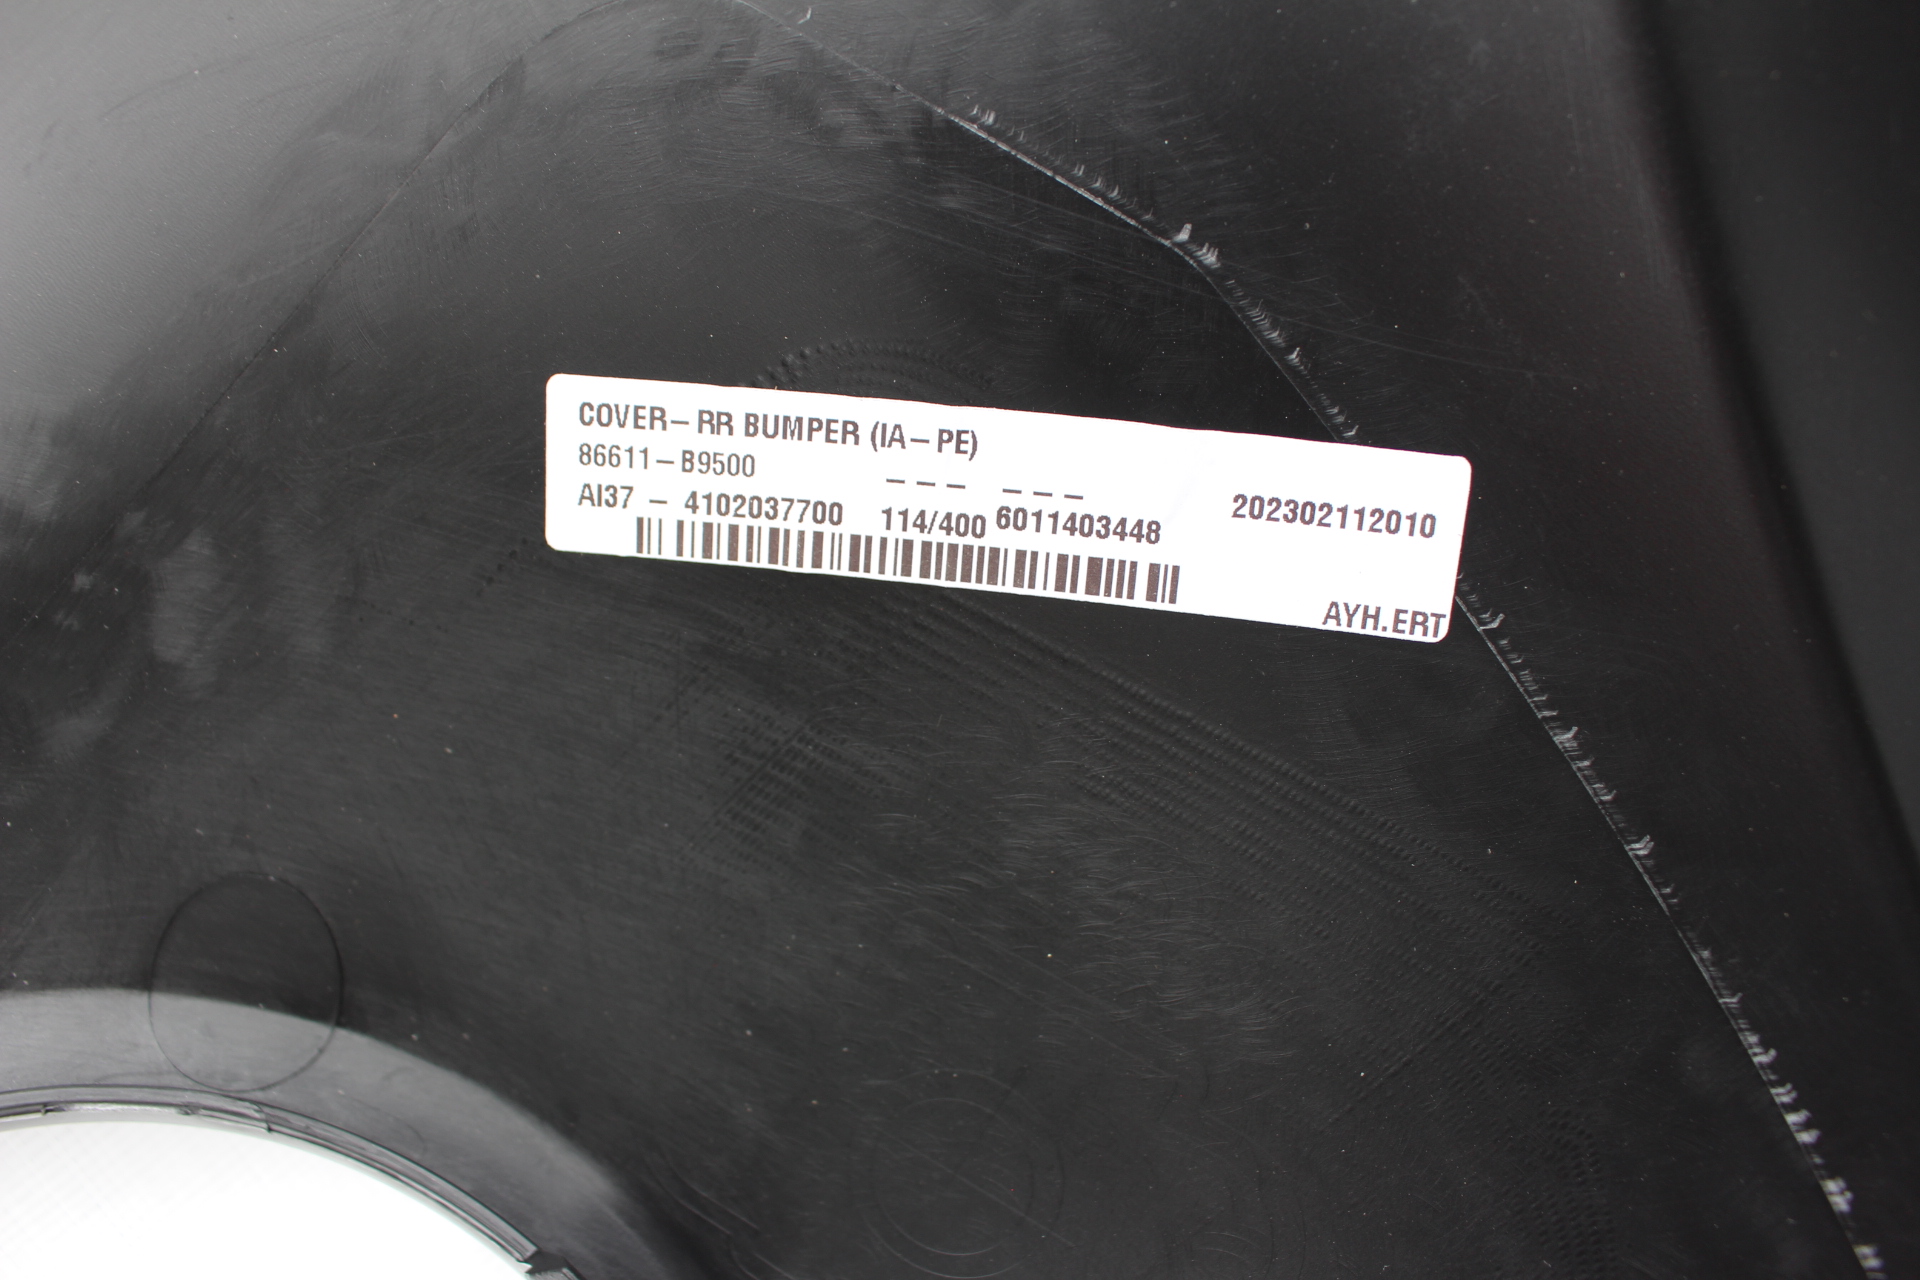 COVER-RR BUMPER (IA-PE)
86611-B9500
--- ---
AI37 - 4102037700 114/400 6011403448 202302112010
AYH.ERT